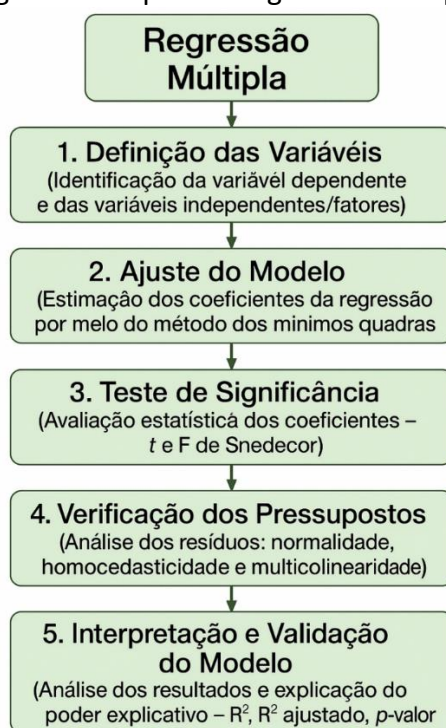 Regressão
Múltipla
1. Definição das Variávéis
(Identificação da variável dependente
e das variáveis independentes/fatores)
2. Ajuste do Modelo
(Estimação dos coeficientes da regressão
por melo do método dos minimos quadras
3. Teste de Significância
(Avaliação estatística dos coeficientes –
t e F de Snedecor)
4. Verificação dos Pressupostos
(Análise dos resíduos: normalidade,
homocedasticidade e multicolinearidade)
5. Interpretação e Validação
do Modelo
(Análise dos resultados e explicação do
poder explicativo – R², R² ajustado, p-valor